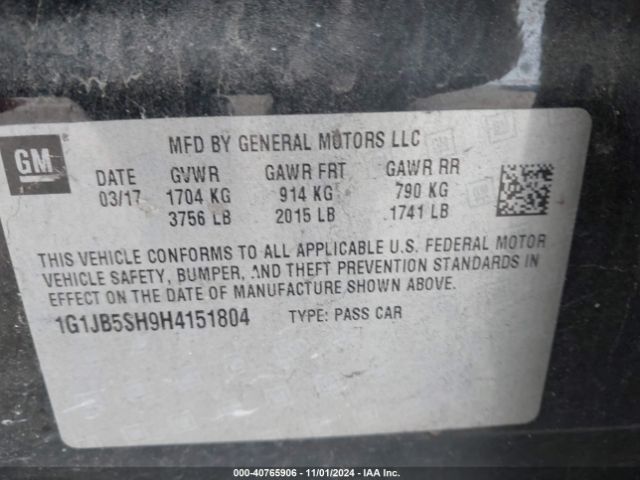 GM®
MFD BY GENERAL MOTORS LLC
DATE GVWR GAWR FRT GAWR RR
03/17 1704 KG 914 KG 790 KG
3756 LB 2015 LB 1741 LB
THIS VEHICLE CONFORMS TO ALL APPLICABLE U.S. FEDERAL MOTOR
VEHICLE SAFETY, BUMPER, AND THEFT PREVENTION STANDARDS IN
EFFECT ON THE DATE OF MANUFACTURE SHOWN ABOVE.
1G1JB5SH9H4151804 TYPE: PASS CAR
000-40765906 - 11/01/2024 - IAA Inc.